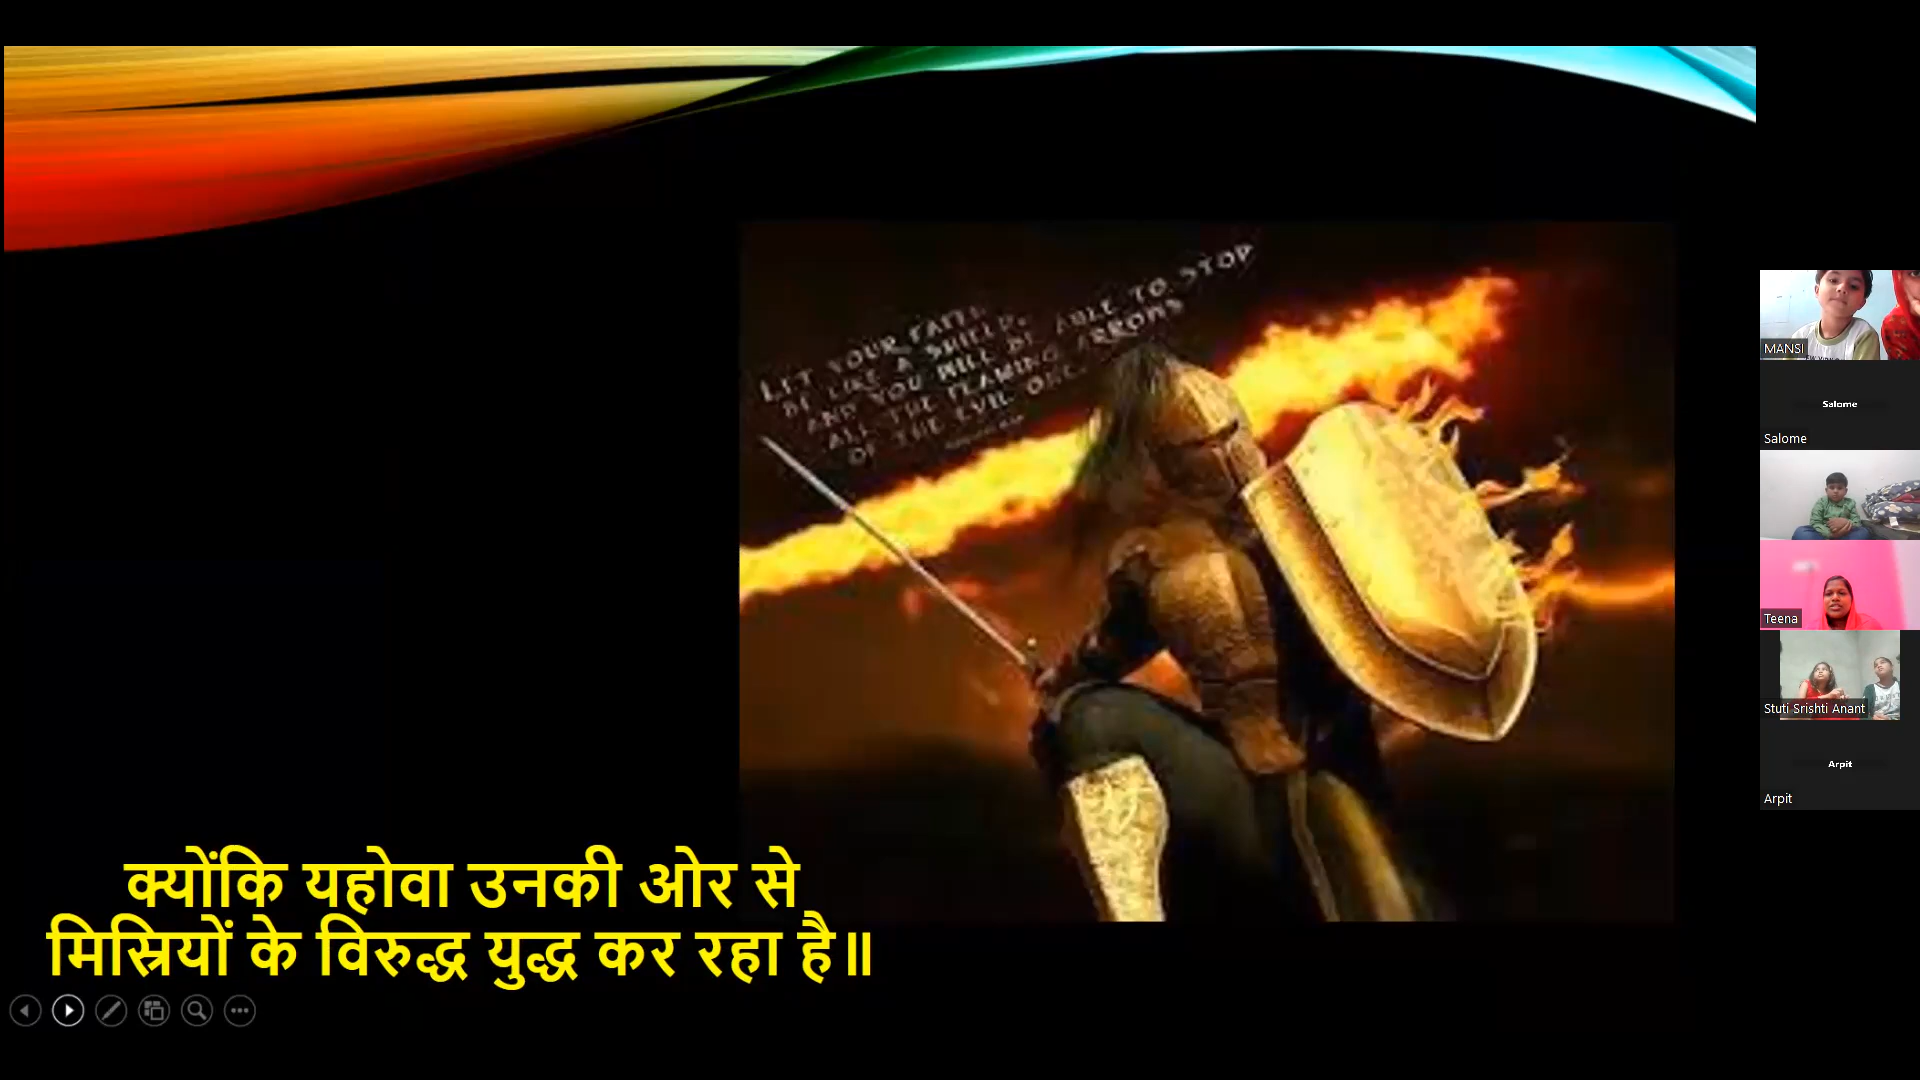 LET YOUR FAITH
BE LIKE A SHIELD,
AND YOU WILL BE ABLE TO STOP
ALL THE FLAMING ARROWS
OF THE EVIL ONE.
क्योंकि यहोवा उनकी ओर से
मिस्रियों के विरुद्ध युद्ध कर रहा है॥
MANSI
Salome
Salome
Teena
Stuti Srishti Anant
Arpit
Arpit